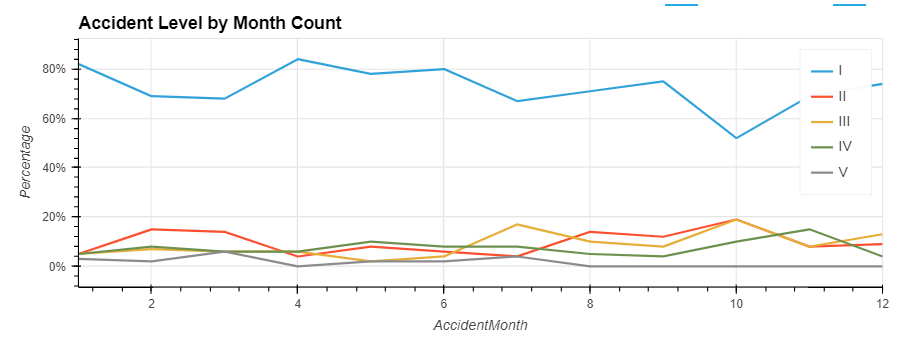 Accident Level by Month Count
80%
60%
40%
20%
0%
Percentage
I
II
III
IV
V
2 4 6 8 10 12
AccidentMonth